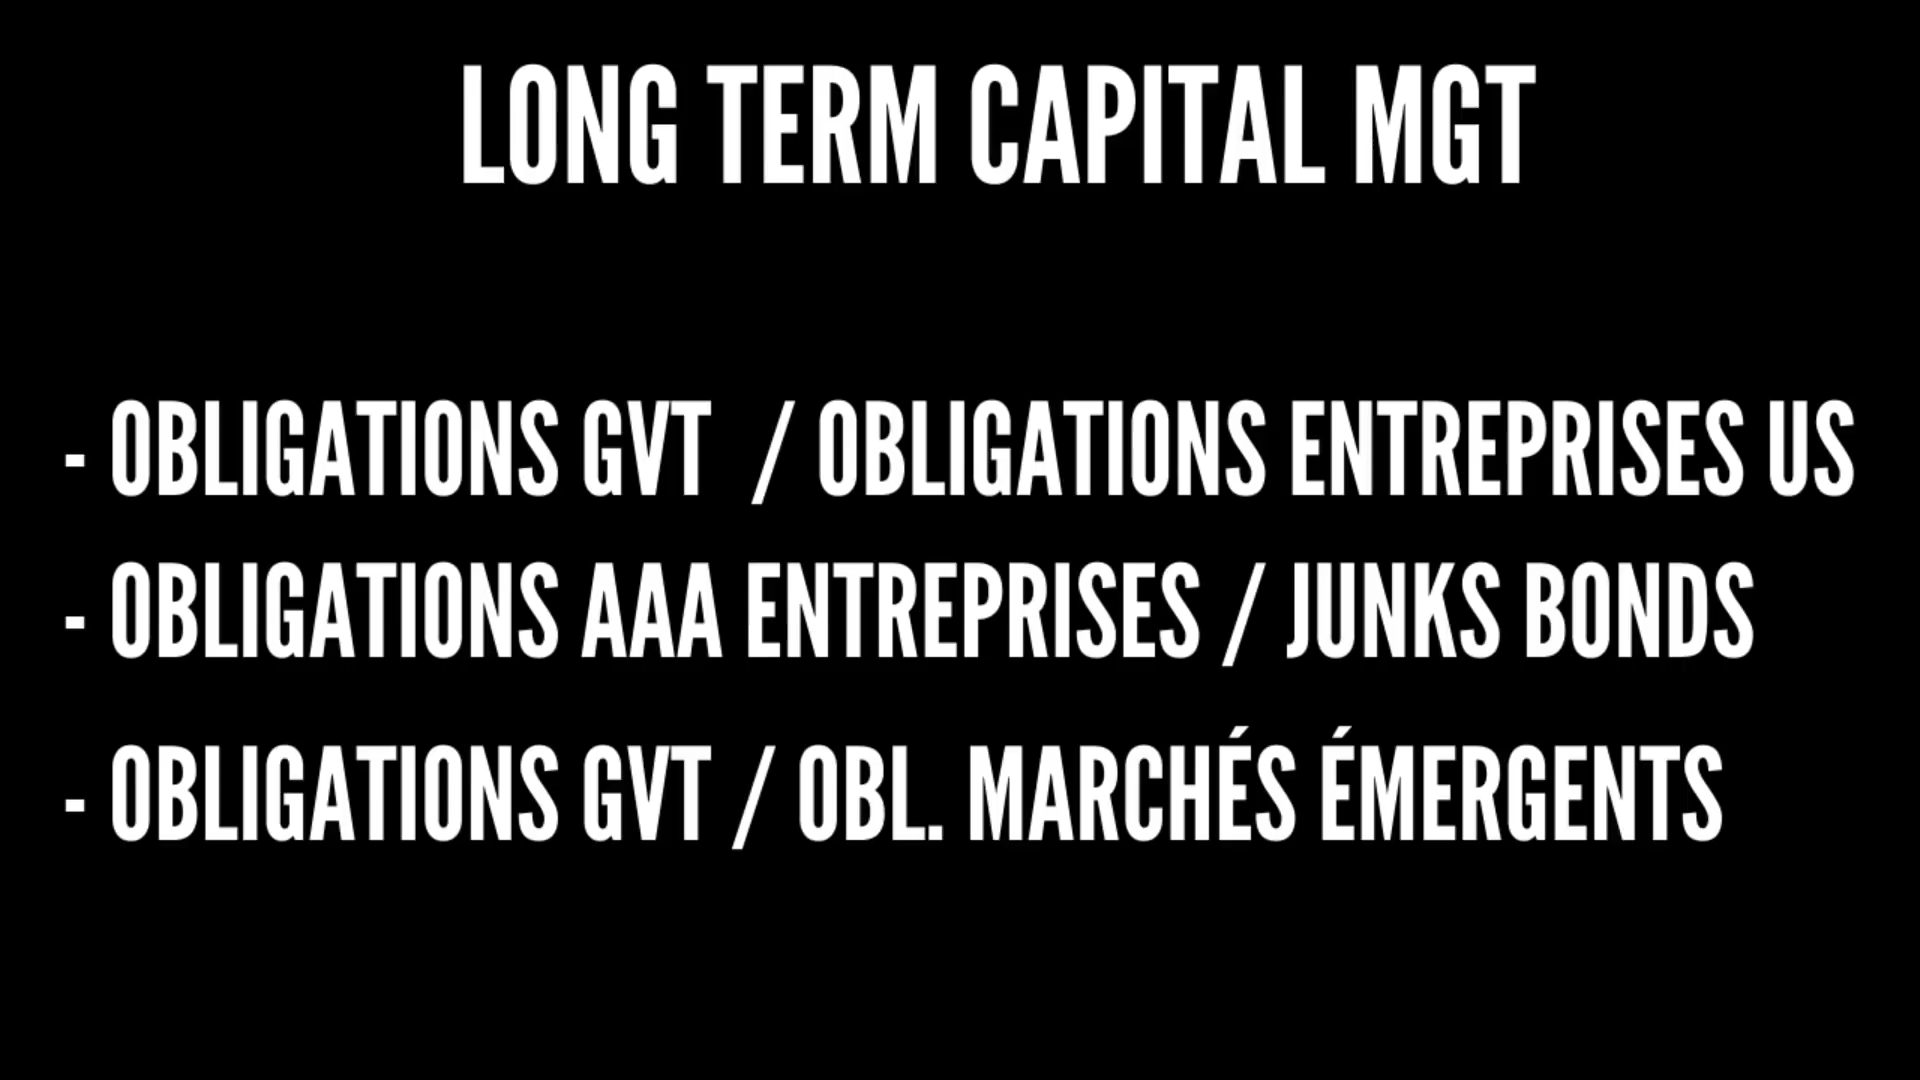 LONG TERM CAPITAL MGT
- OBLIGATIONS GVT / OBLIGATIONS ENTREPRISES US
- OBLIGATIONS AAA ENTREPRISES / JUNKS BONDS
- OBLIGATIONS GVT / OBL. MARCHÉS ÉMERGENTS